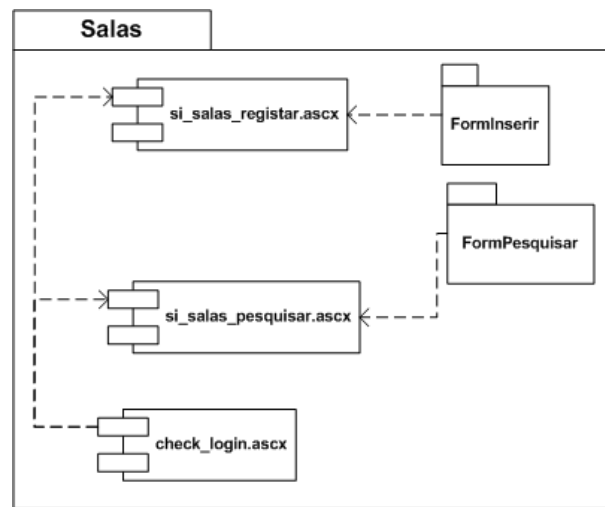 Salas
si_salas_registar.ascx
FormInserir
FormPesquisar
si_salas_pesquisar.ascx
check_login.ascx